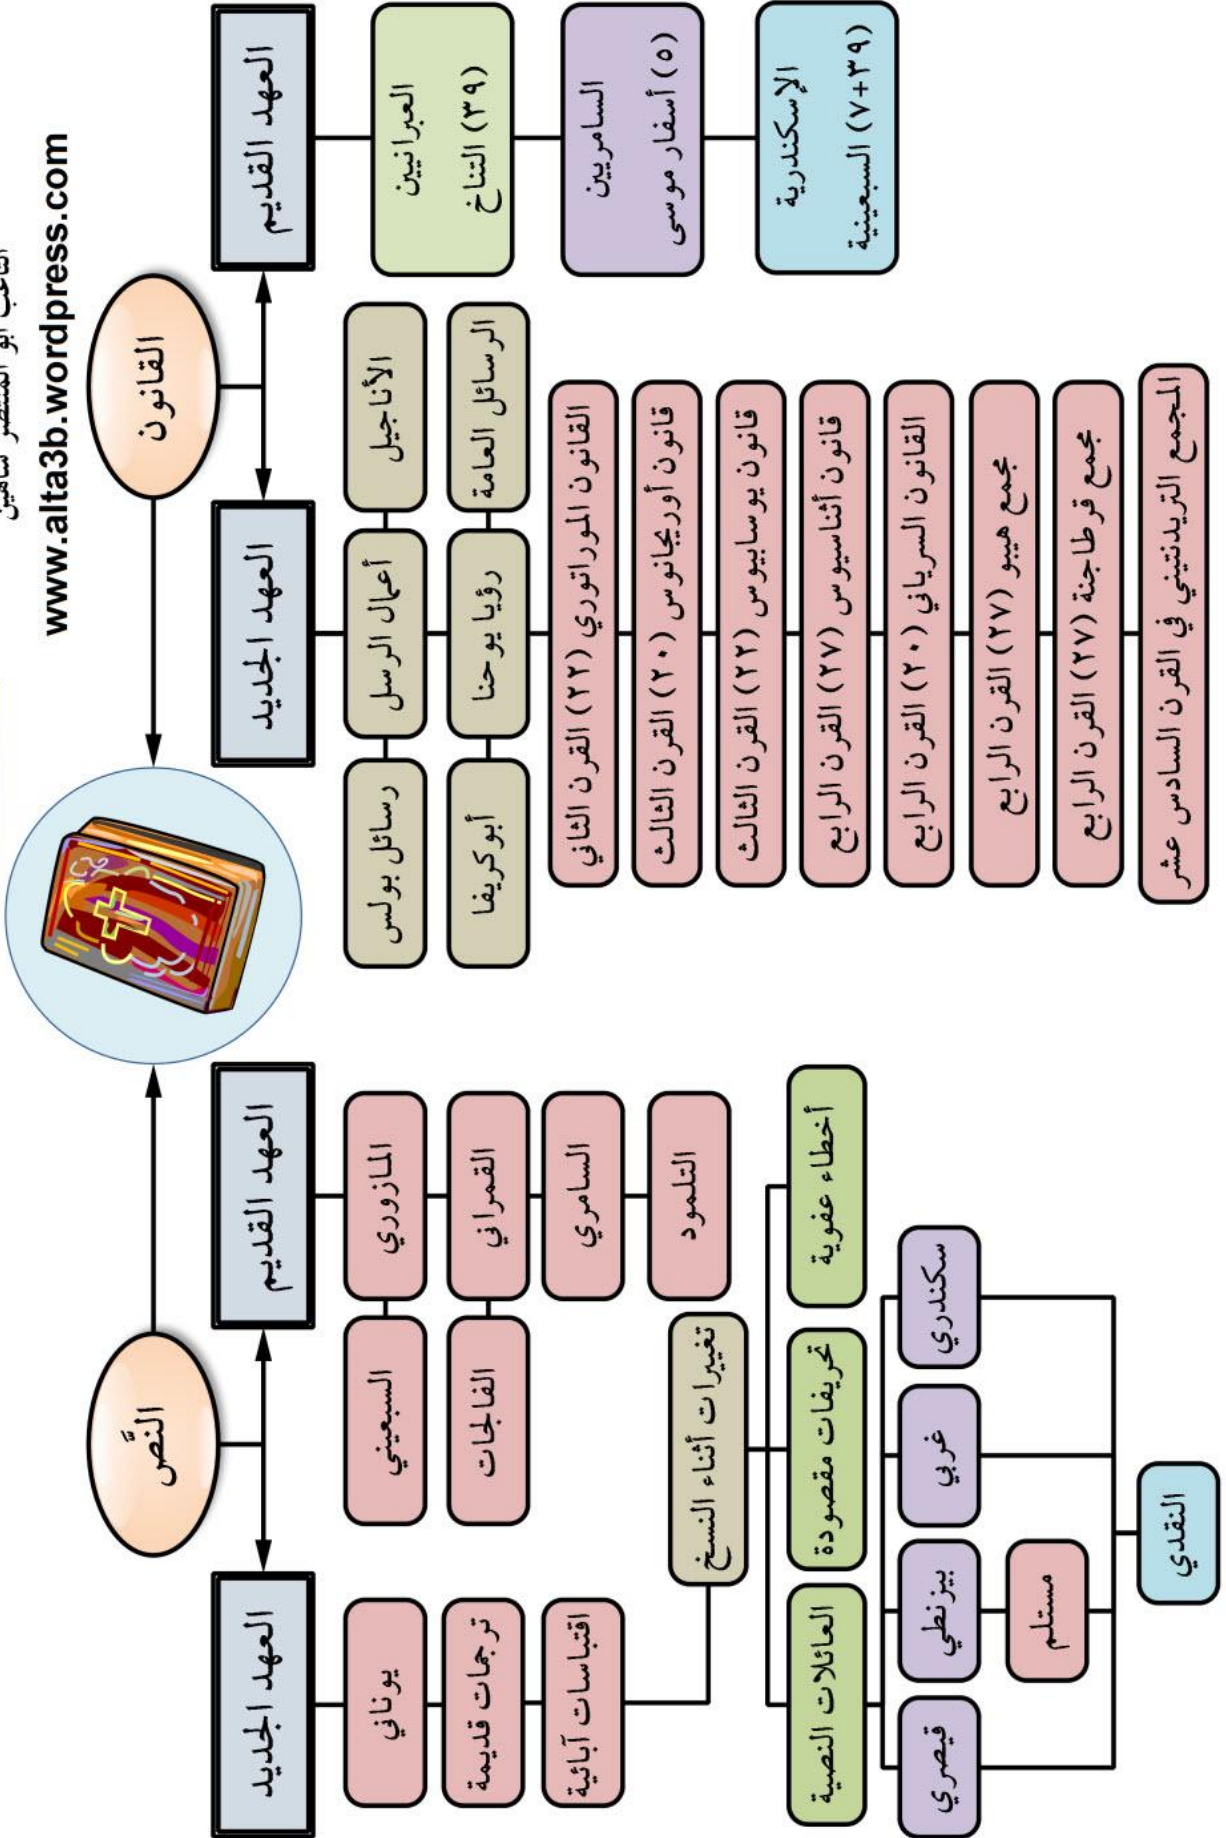 www.alta3b.wordpress.com
القانون
العهد القديم
العبرانيين
(٣٩) التناخ
السامريين
(٥) أسفار موسى
الإسكندرية
(٧+٣٩) السبعينية
العهد الجديد
الأناجيل
أعمال الرسل
رسائل بولس
الرسائل العامة
رؤيا يوحنا
أبوكريفا
القانون الموراتوري (٢٢) القرن الثاني
قانون أوريجانوس (٢٠) القرن الثالث
قانون يوسابيوس (٢٢) القرن الثالث
قانون أثناسيوس (٢٧) القرن الرابع
القانون السرياني (٢٠) القرن الرابع
مجمع هيبو (٢٧) القرن الرابع
مجمع قرطاجنة (٢٧) القرن الرابع
المجمع التريدنتيني في القرن السادس عشر
النصَّ
العهد القديم
المازوري
السبعيني
القمراني
الفالجات
السامري
التلمود
العهد الجديد
يوناني
ترجمات قديمة
اقتباسات آبائية
تغييرات أثناء النسخ
أخطاء عفوية
تحريفات مقصودة
العائلات النصية
سكندري
غربي
بيزنطي
قيصري
مستلم
النقدي